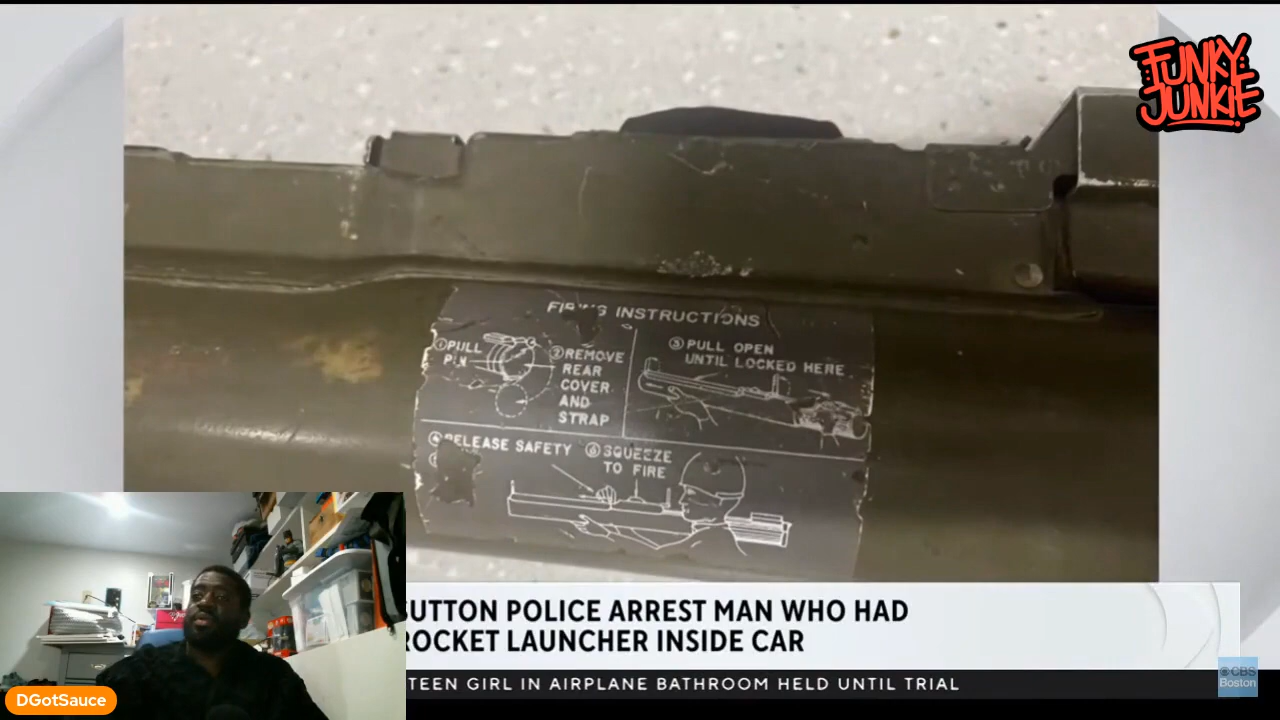 FUNKY
JUNKIE
FIRING INSTRUCTIONS
①PULL
PIN
②REMOVE
REAR
COVER
AND
STRAP
③PULL OPEN
UNTIL LOCKED HERE
④RELEASE SAFETY
⑥SQUEEZE
TO FIRE
SUTTON POLICE ARREST MAN WHO HAD
ROCKET LAUNCHER INSIDE CAR
TEEN GIRL IN AIRPLANE BATHROOM HELD UNTIL TRIAL
CBS
Boston
DGotSauce